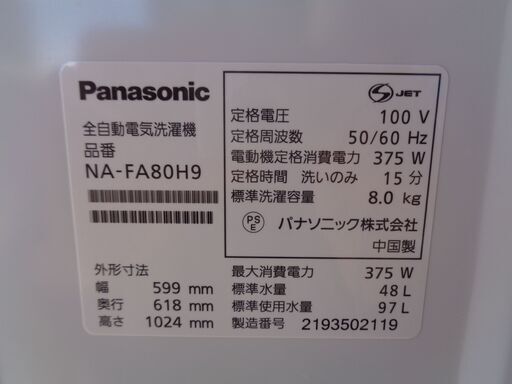 Panasonic
全自動電気洗濯機
品番
NA-FA80H9
外形寸法
幅 599 mm
奥行 618 mm
高さ 1024 mm
S JET
定格電圧 100 V
定格周波数 50/60 Hz
電動機定格消費電力 375 W
定格時間 洗いのみ 15 分
標準洗濯容量 8.0 kg
PS E パナソニック株式会社
中国製
最大消費電力 375 W
標準水量 48 L
標準使用水量 97 L
製造番号 2193502119